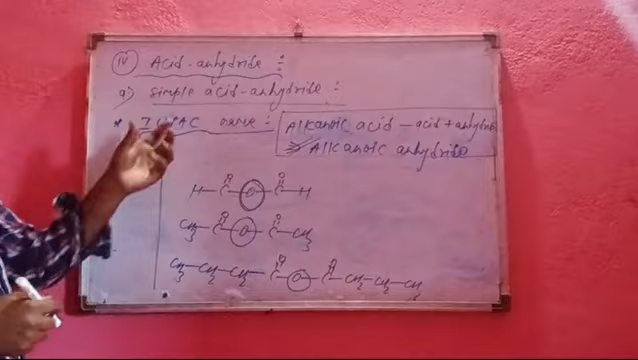 IV Acid-anhydride :
a) simple acid-anhydride :
* IUPAC name :
Alkanoic acid - acid + anhydride
=> Alkanoic anhydride
H-C-O-C-H
O O
CH3-C-O-C-CH3
O O
CH3-CH2-CH2-C-O-C-CH2-CH2-CH3
O O